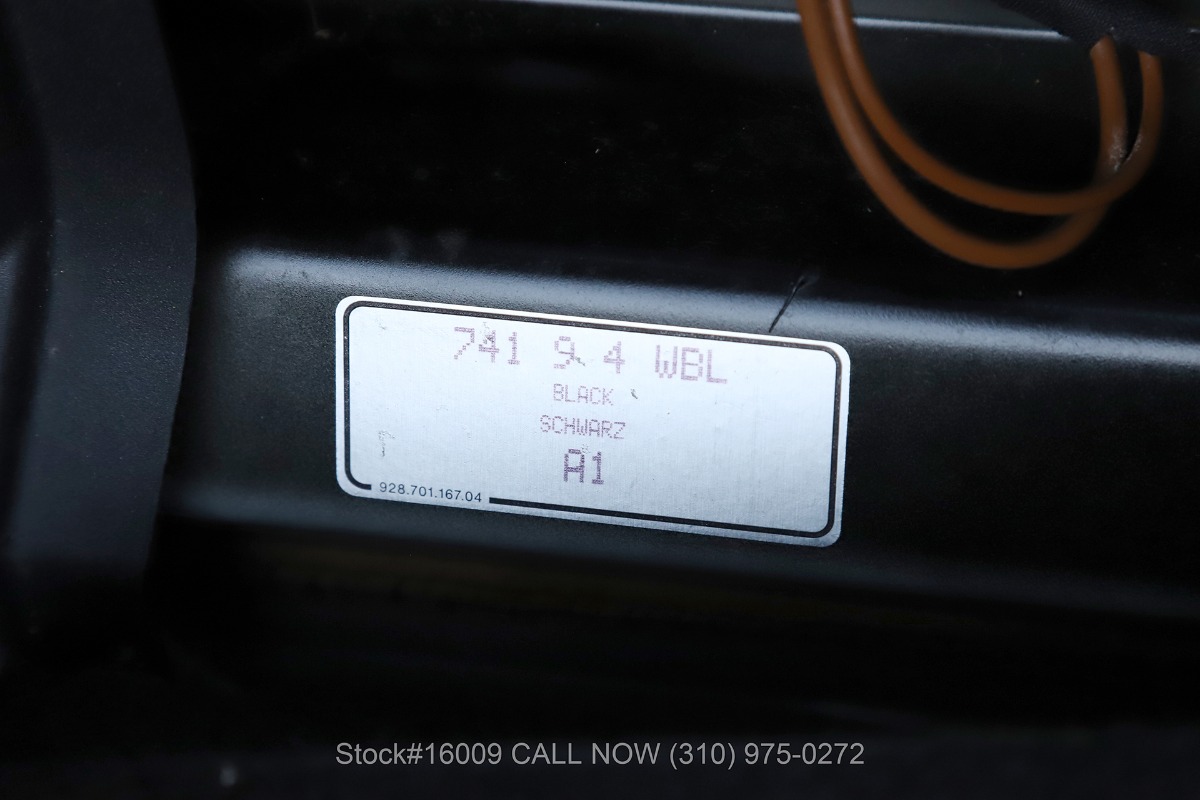 741 9 4 WBL
BLACK
SCHWARZ
A1
928.701.167.04
Stock#16009 CALL NOW (310) 975-0272